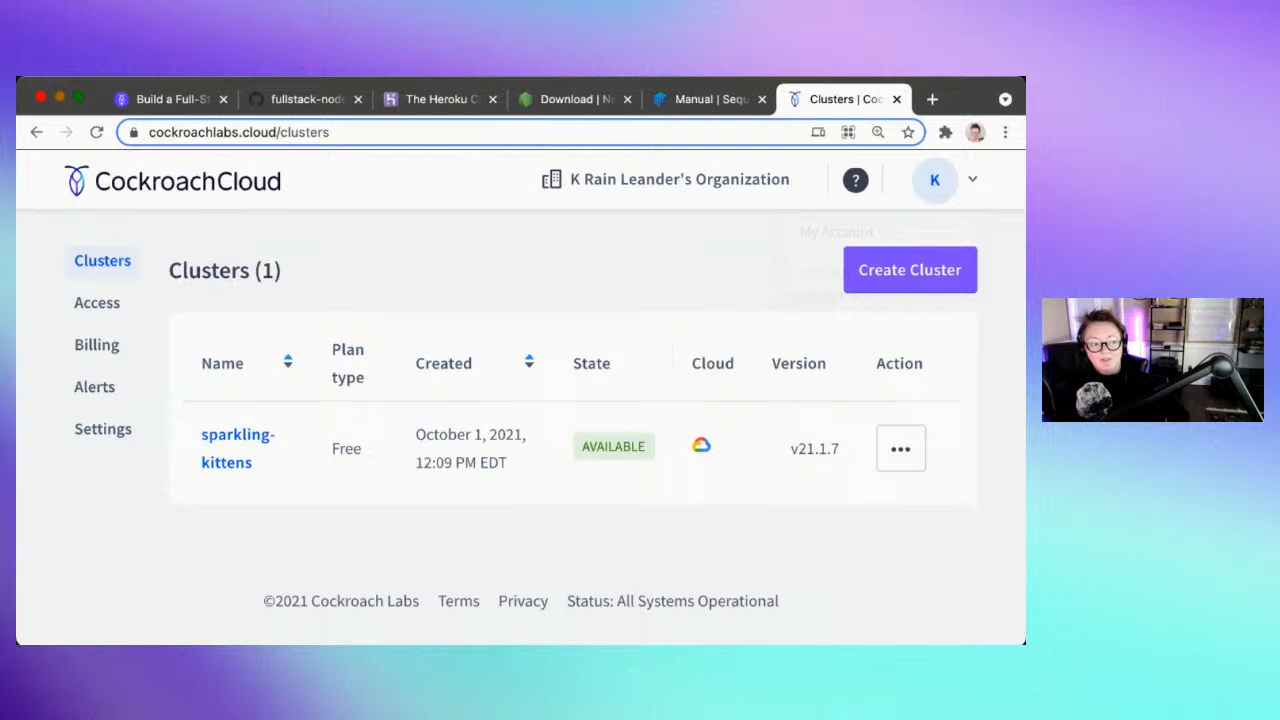 Build a Full-St
fullstack-node
The Heroku C
Download | No
Manual | Sequ
Clusters | Coc
cockroachlabs.cloud/clusters
CockroachCloud
K Rain Leander's Organization
?
K
My Account
Clusters
Access
Billing
Alerts
Settings
Clusters (1)
Create Cluster
Name
Plan
type
Created
State
Cloud
Version
Action
sparkling-
kittens
Free
October 1, 2021,
12:09 PM EDT
AVAILABLE
v21.1.7
©2021 Cockroach Labs
Terms
Privacy
Status: All Systems Operational